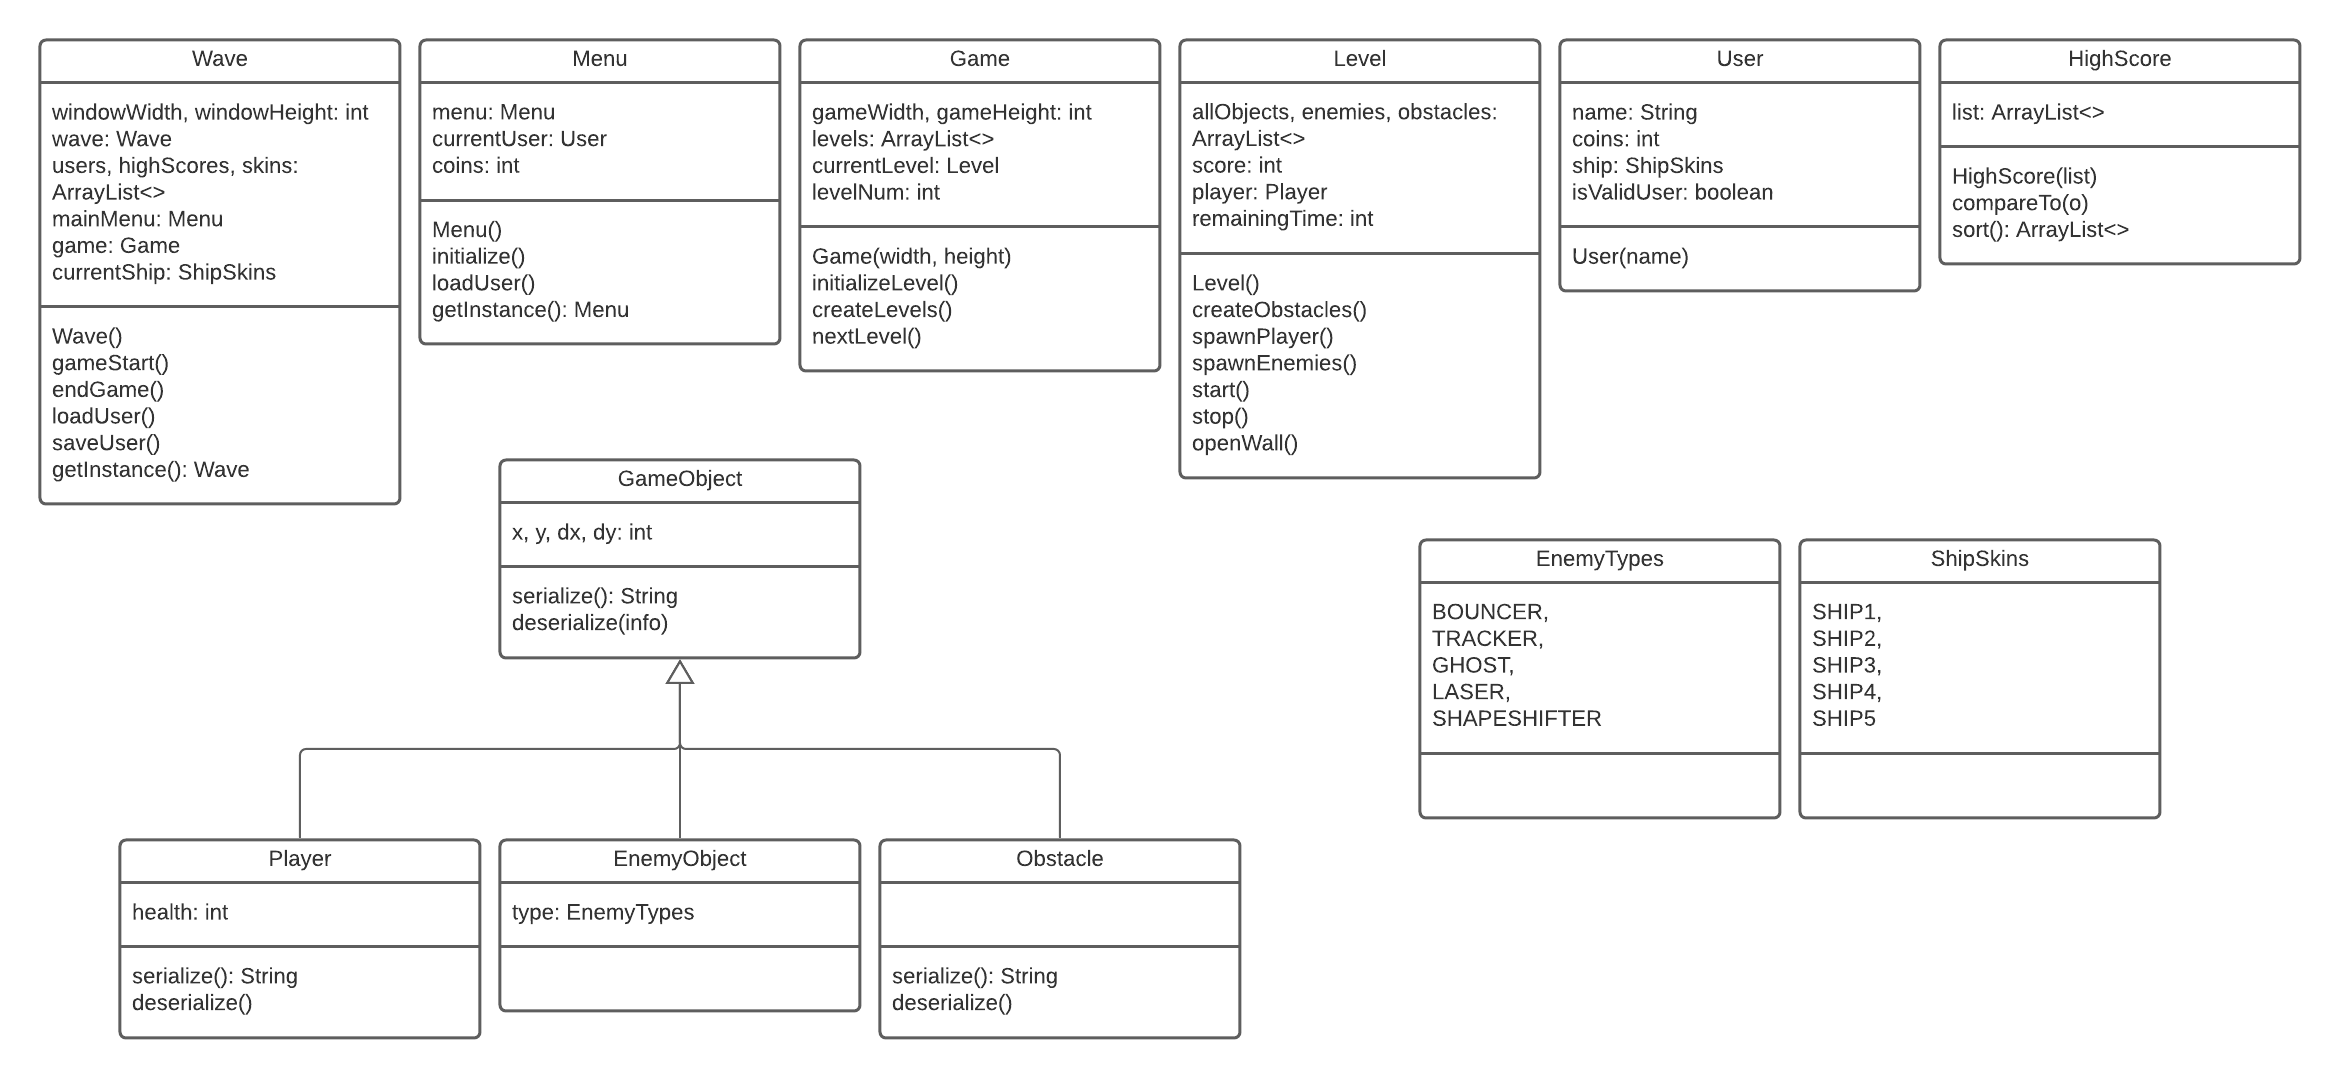 Wave
windowWidth, windowHeight: int
wave: Wave
users, highScores, skins:
ArrayList<>
mainMenu: Menu
game: Game
currentShip: ShipSkins
Wave()
gameStart()
endGame()
loadUser()
saveUser()
getInstance(): Wave
Menu
menu: Menu
currentUser: User
coins: int
Menu()
initialize()
loadUser()
getInstance(): Menu
Game
gameWidth, gameHeight: int
levels: ArrayList<>
currentLevel: Level
levelNum: int
Game(width, height)
initializeLevel()
createLevels()
nextLevel()
Level
allObjects, enemies, obstacles:
ArrayList<>
score: int
player: Player
remainingTime: int
Level()
createObstacles()
spawnPlayer()
spawnEnemies()
start()
stop()
openWall()
User
name: String
coins: int
ship: ShipSkins
isValidUser: boolean
User(name)
HighScore
list: ArrayList<>
HighScore(list)
compareTo(o)
sort(): ArrayList<>
GameObject
x, y, dx, dy: int
serialize(): String
deserialize(info)
EnemyTypes
BOUNCER,
TRACKER,
GHOST,
LASER,
SHAPESHIFTER
ShipSkins
SHIP1,
SHIP2,
SHIP3,
SHIP4,
SHIP5
Player
health: int
serialize(): String
deserialize()
EnemyObject
type: EnemyTypes
Obstacle
serialize(): String
deserialize()